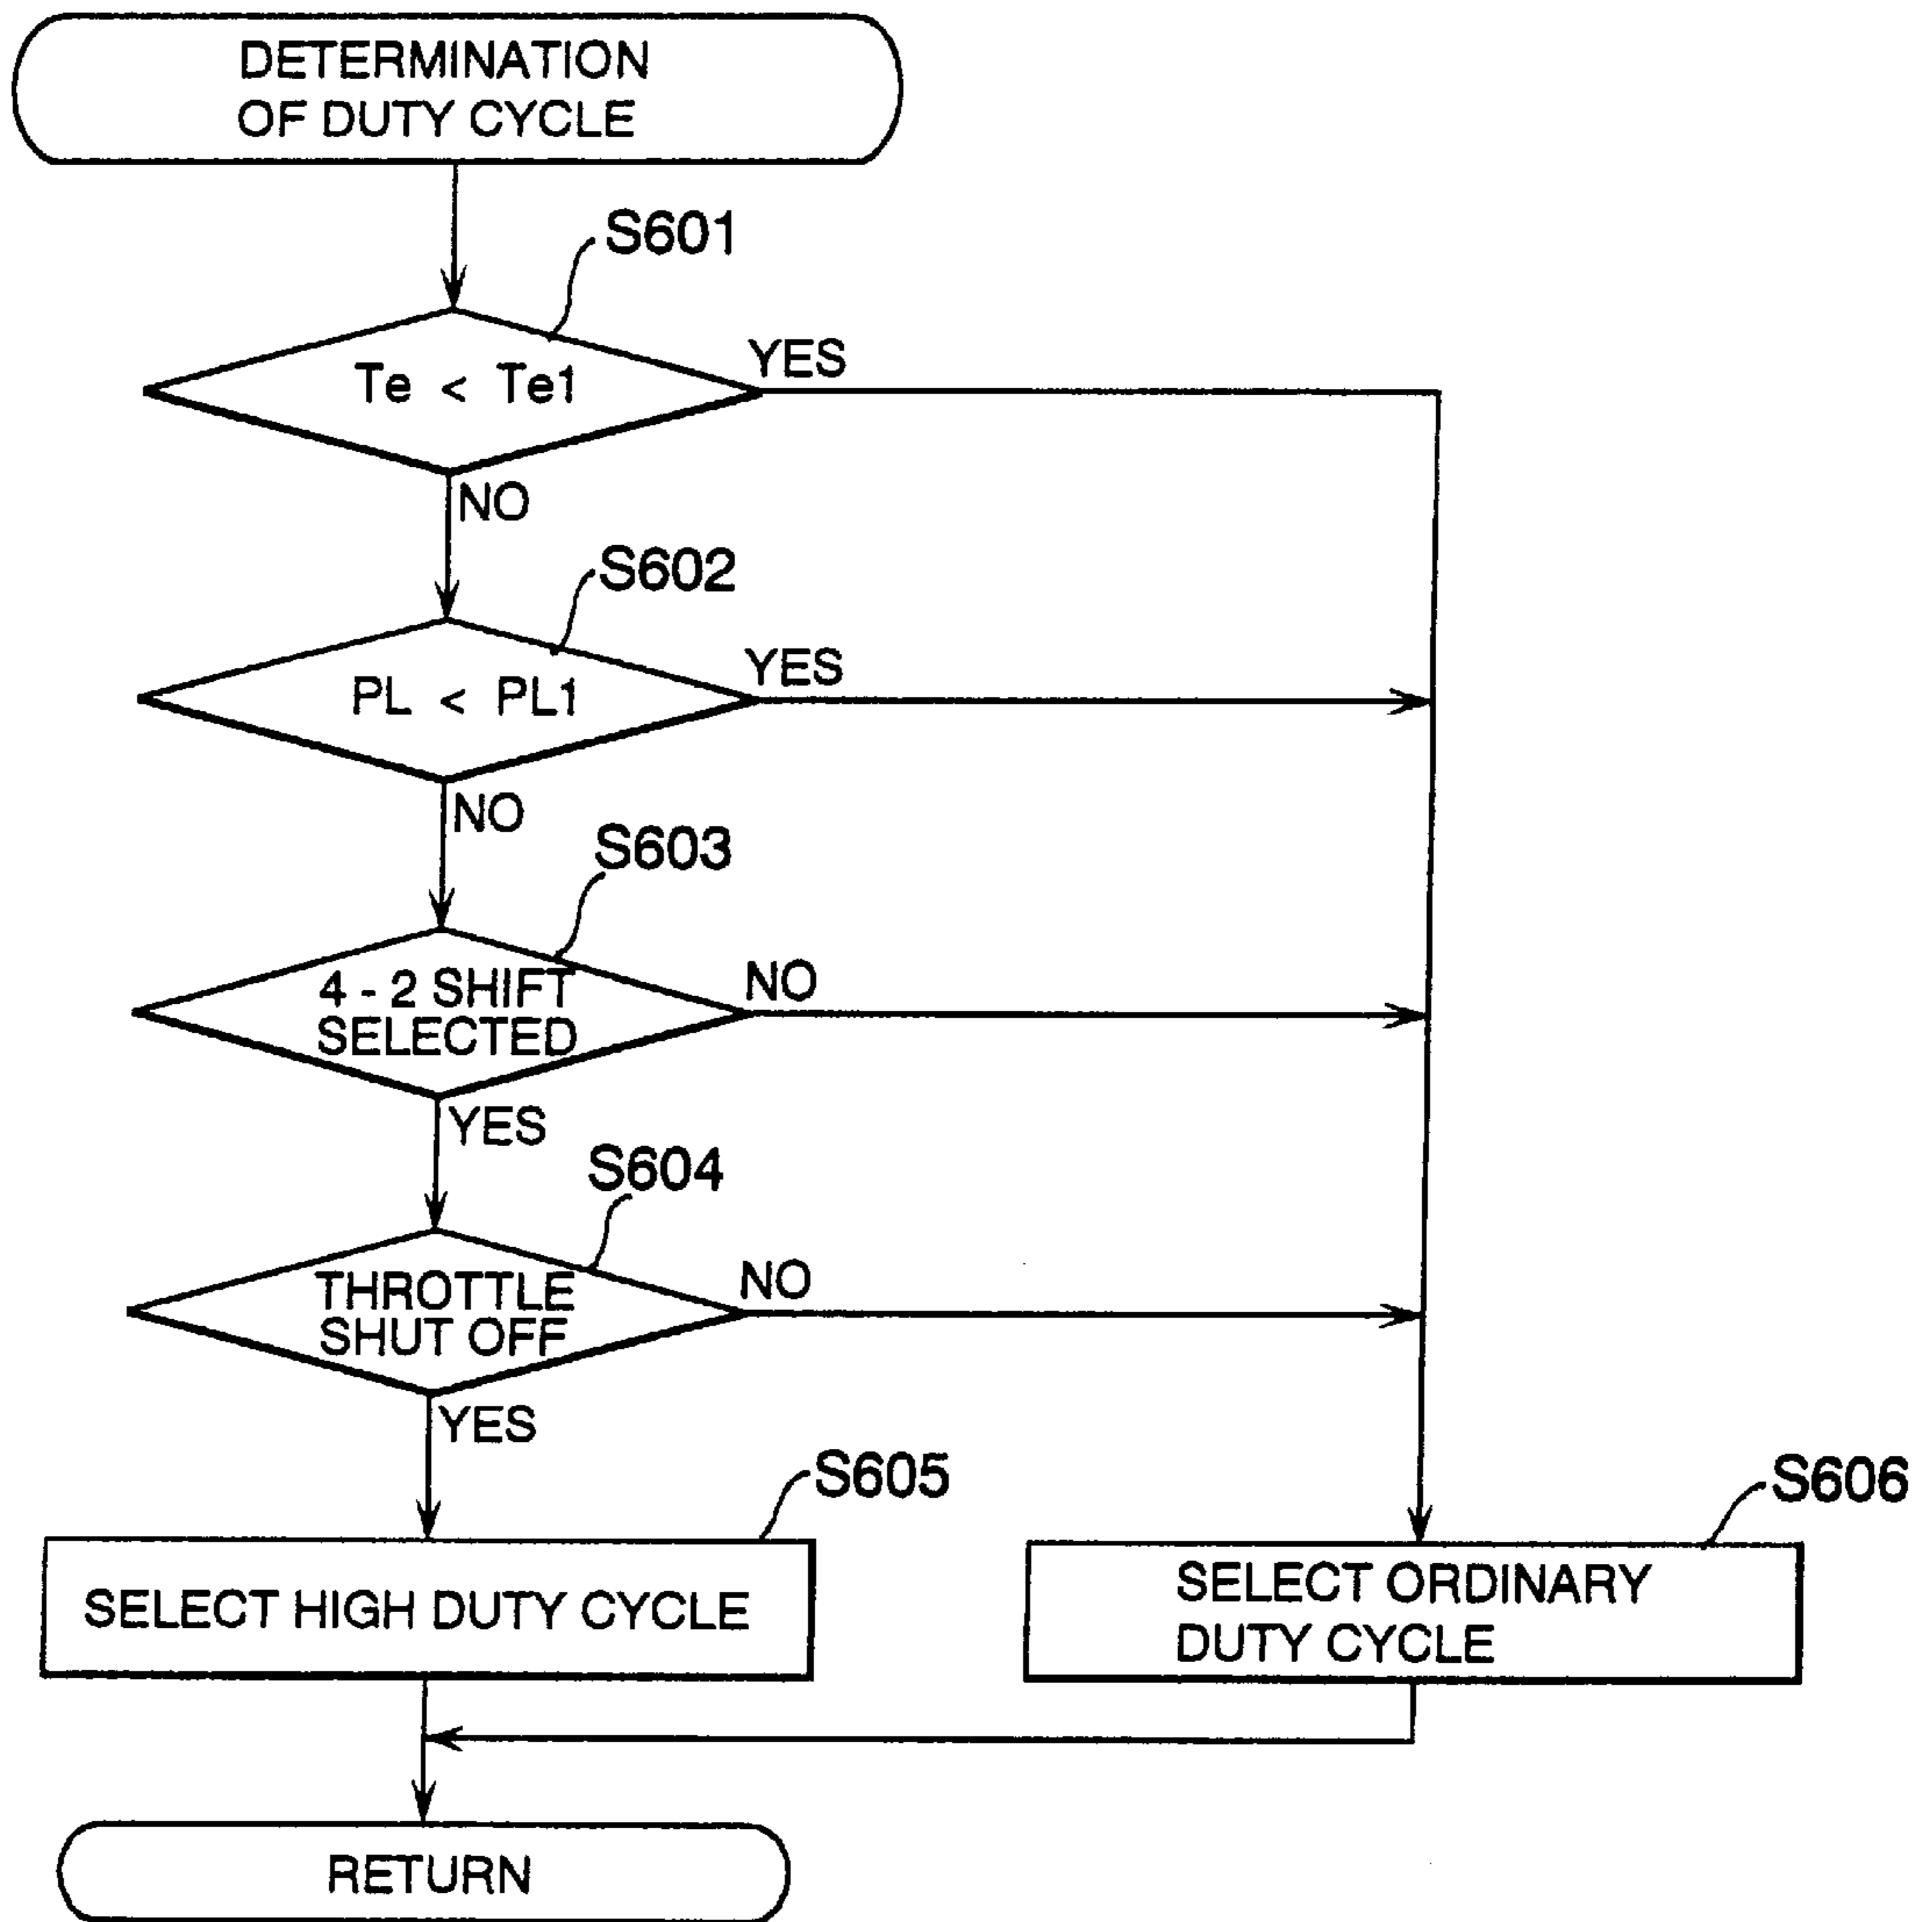 DETERMINATION
OF DUTY CYCLE
S601
Te < Te1
YES
NO
S602
PL < PL1
YES
NO
S603
4 - 2 SHIFT
SELECTED
NO
YES
S604
THROTTLE
SHUT OFF
NO
YES
S605
SELECT HIGH DUTY CYCLE
S606
SELECT ORDINARY
DUTY CYCLE
RETURN